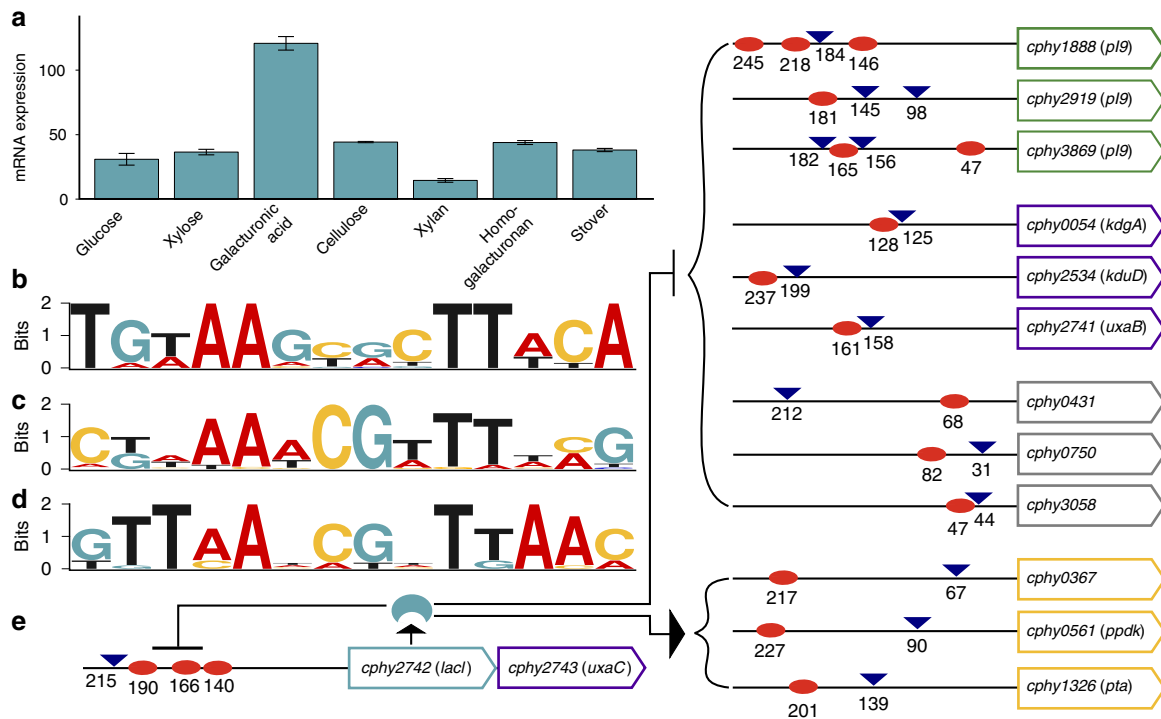 a
mRNA expression
100
50
0
Glucose
Xylose
Galacturonic
acid
Cellulose
Xylan
Homo-
galacturonan
Stover
b
Bits
2
1
0
TGTAAGCGCTTACA
c
Bits
2
1
0
CTTAAACGTTTACG
d
Bits
2
1
0
GTTAATCGTTTAAC
e
215
190
166
140
cphy2742 (lacI)
cphy2743 (uxaC)
245
218
184
146
cphy1888 (pl9)
181
145
98
cphy2919 (pl9)
182
165
156
47
cphy3869 (pl9)
128
125
cphy0054 (kdgA)
237
199
cphy2534 (kduD)
161
158
cphy2741 (uxaB)
212
68
cphy0431
82
31
cphy0750
47
44
cphy3058
217
67
cphy0367
227
90
cphy0561 (ppdk)
201
139
cphy1326 (pta)